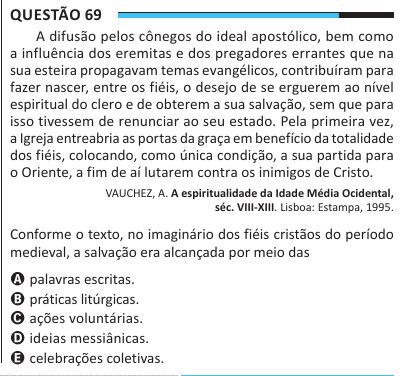 QUESTÃO 69
A difusão pelos cônegos do ideal apostólico, bem como
a influência dos eremitas e dos pregadores errantes que na
sua esteira propagavam temas evangélicos, contribuíram para
fazer nascer, entre os fiéis, o desejo de se erguerem ao nível
espiritual do clero e de obterem a sua salvação, sem que para
isso tivessem de renunciar ao seu estado. Pela primeira vez,
a Igreja entreabria as portas da graça em benefício da totalidade
dos fiéis, colocando, como única condição, a sua partida para
o Oriente, a fim de aí lutarem contra os inimigos de Cristo.
VAUCHEZ, A. A espiritualidade da Idade Média Ocidental,
séc. VIII-XIII. Lisboa: Estampa, 1995.
Conforme o texto, no imaginário dos fiéis cristãos do período
medieval, a salvação era alcançada por meio das
A palavras escritas.
B práticas litúrgicas.
C ações voluntárias.
D ideias messiânicas.
E celebrações coletivas.